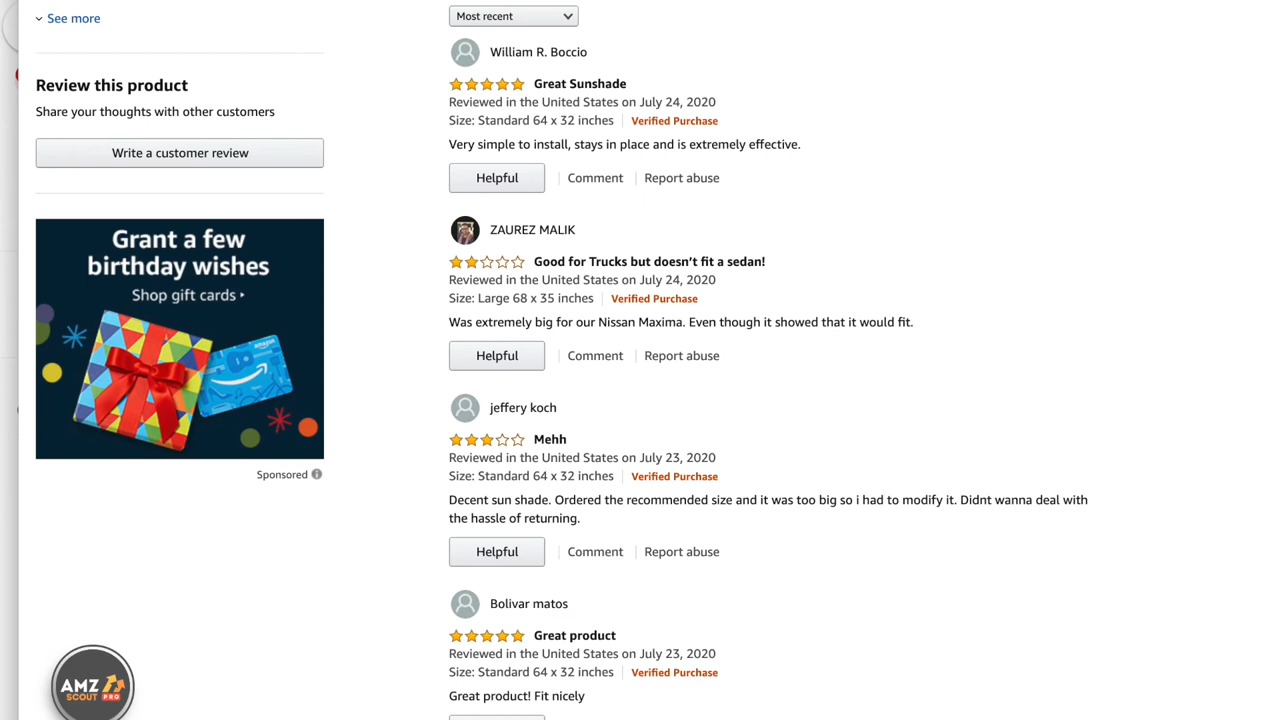 See more
Review this product
Share your thoughts with other customers
Write a customer review
Grant a few
birthday wishes
Shop gift cards
amazon
Sponsored
AMZ
SCOUT PRO
Most recent
William R. Boccio
Great Sunshade
Reviewed in the United States on July 24, 2020
Size: Standard 64 x 32 inches Verified Purchase
Very simple to install, stays in place and is extremely effective.
Helpful Comment Report abuse
ZAUREZ MALIK
Good for Trucks but doesn’t fit a sedan!
Reviewed in the United States on July 24, 2020
Size: Large 68 x 35 inches Verified Purchase
Was extremely big for our Nissan Maxima. Even though it showed that it would fit.
Helpful Comment Report abuse
jeffery koch
Mehh
Reviewed in the United States on July 23, 2020
Size: Standard 64 x 32 inches Verified Purchase
Decent sun shade. Ordered the recommended size and it was too big so i had to modify it. Didnt wanna deal with
the hassle of returning.
Helpful Comment Report abuse
Bolivar matos
Great product
Reviewed in the United States on July 23, 2020
Size: Standard 64 x 32 inches Verified Purchase
Great product! Fit nicely